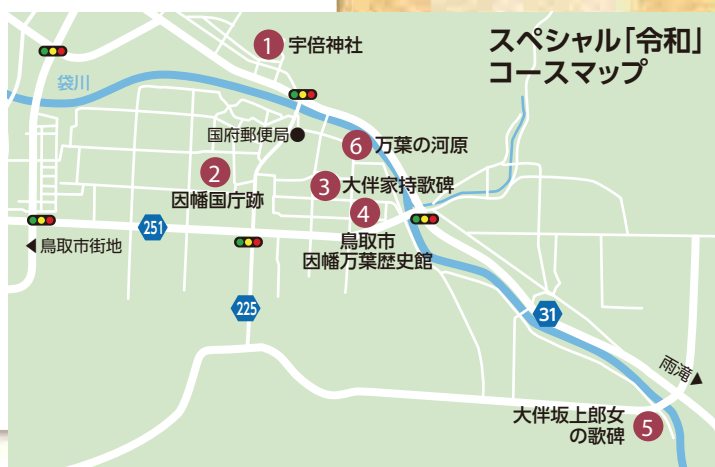 スペシャル「令和」
コースマップ
1 宇倍神社
袋川
国府郵便局
6 万葉の河原
2
因幡国庁跡
3 大伴家持歌碑
4
鳥取市
因幡万葉歴史館
251
鳥取市街地
225
31
雨滝
大伴坂上郎女
の歌碑 5